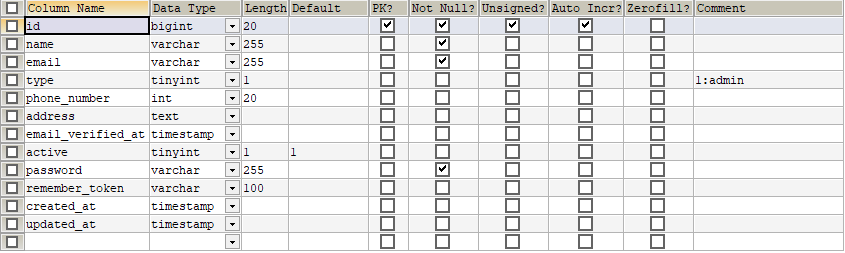 Column Name Data Type Length Default PK? Not Null? Unsigned? Auto Incr? Zerofill? Comment
id bigint 20
name varchar 255
email varchar 255
type tinyint 1 1:admin
phone_number int 20
address text
email_verified_at timestamp
active tinyint 1 1
password varchar 255
remember_token varchar 100
created_at timestamp
updated_at timestamp